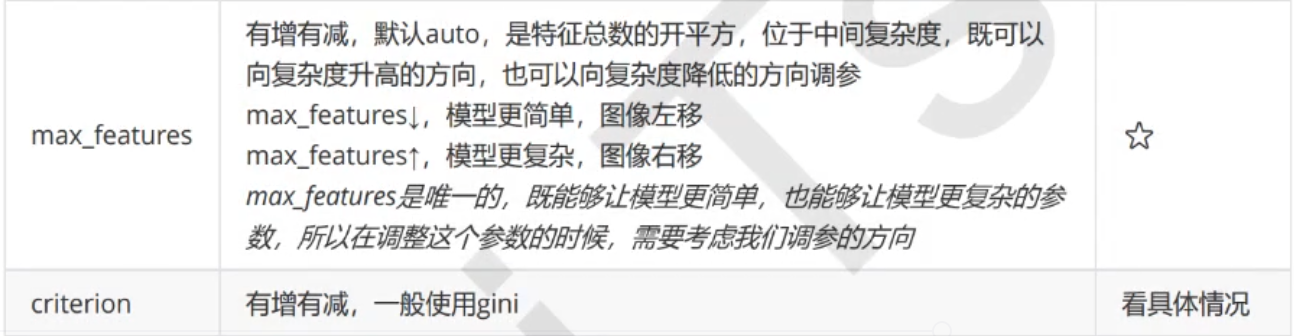 有增有减，默认auto，是特征总数的开平方，位于中间复杂度，既可以
向复杂度升高的方向，也可以向复杂度降低的方向调参
max_features↓，模型更简单，图像左移
max_features
☆
max_features↑，模型更复杂，图像右移
max_features是唯一的，既能够让模型更简单，也能够让模型更复杂的参
数，所以在调整这个参数的时候，需要考虑我们调参的方向
criterion
有增有减，一般使用gini
看具体情况